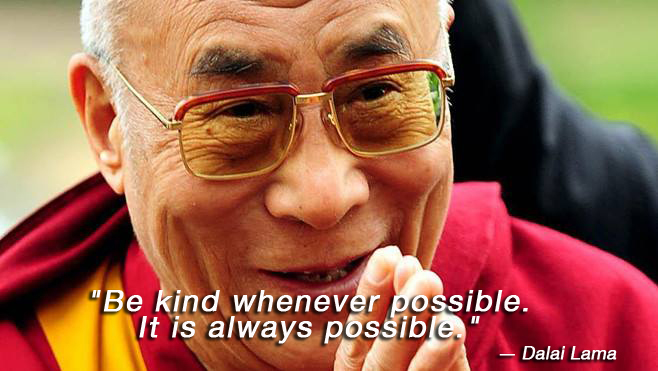 "Be kind whenever possible.
It is always possible."
— Dalai Lama